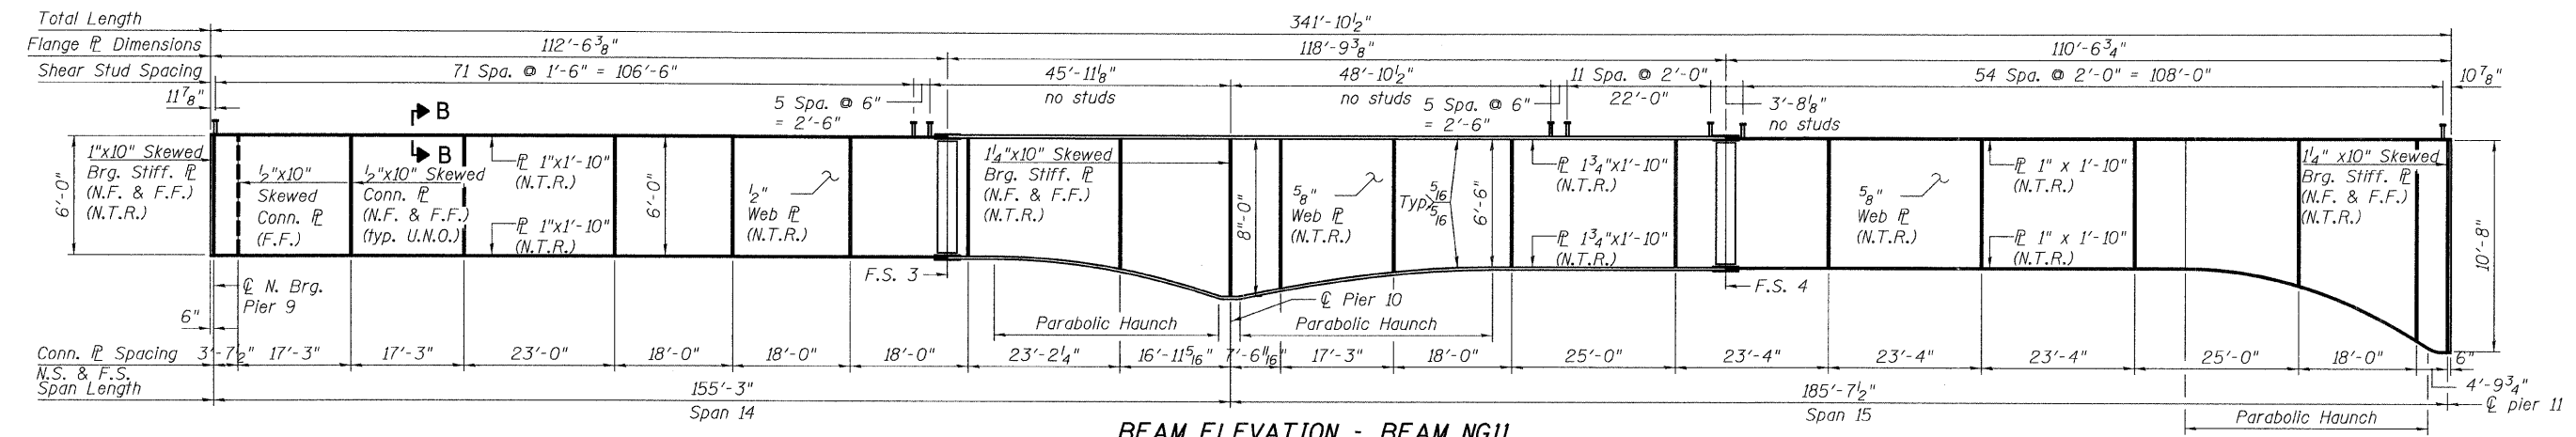 Total Length
341'-10½"
Flange ℙ Dimensions
112'-6⅜"
118'-9⅜"
110'-6¾"
Shear Stud Spacing
71 Spa. @ 1'-6" = 106'-6"
45'-11⅛"
48'-10½"
11 Spa. @ 2'-0"
54 Spa. @ 2'-0" = 108'-0"
10⅞"
11⅞"
B
5 Spa. @ 6"
= 2'-6"
no studs
no studs
5 Spa. @ 6"
= 2'-6"
22'-0"
3'-8⅛"
no studs
B
6'-0"
1"x10" Skewed
Brg. Stiff. ℙ
(N.F. & F.F.)
(N.T.R.)
½"x10"
Skewed
Conn. ℙ
(F.F.)
½"x10" Skewed
Conn. ℙ
(N.F. & F.F.)
(typ. U.N.O.)
ℙ 1"x1'-10"
(N.T.R.)
ℙ 1"x1'-10"
(N.T.R.)
6'-0"
½"
Web ℙ
(N.T.R.)
F.S. 3
1¼"x10" Skewed
Brg. Stiff. ℙ
(N.F. & F.F.)
(N.T.R.)
8'-0"
⅝"
Web ℙ
(N.T.R.)
Typ.
5/16
5/16
6'-6"
ℙ 1¾"x1'-10"
(N.T.R.)
ℙ 1¾"x1'-10"
(N.T.R.)
F.S. 4
⅝"
Web ℙ
(N.T.R.)
ℙ 1" x 1'-10"
(N.T.R.)
ℙ 1" x 1'-10"
(N.T.R.)
1¼" x10" Skewed
Brg. Stiff. ℙ
(N.F. & F.F.)
(N.T.R.)
10'-8"
℄ N. Brg.
Pier 9
6"
℄ Pier 10
Parabolic Haunch
Parabolic Haunch
Conn. ℙ Spacing
N.S. & F.S.
3'-7½"
17'-3"
17'-3"
23'-0"
18'-0"
18'-0"
18'-0"
23'-2¼"
16'-11 5/16"
7'-6 11/16"
17'-3"
18'-0"
25'-0"
23'-4"
23'-4"
23'-4"
25'-0"
18'-0"
6"
4'-9¾"
Span Length
155'-3"
185'-7½"
℄ pier 11
Span 14
Span 15
Parabolic Haunch
BEAM ELEVATION - BEAM NG11